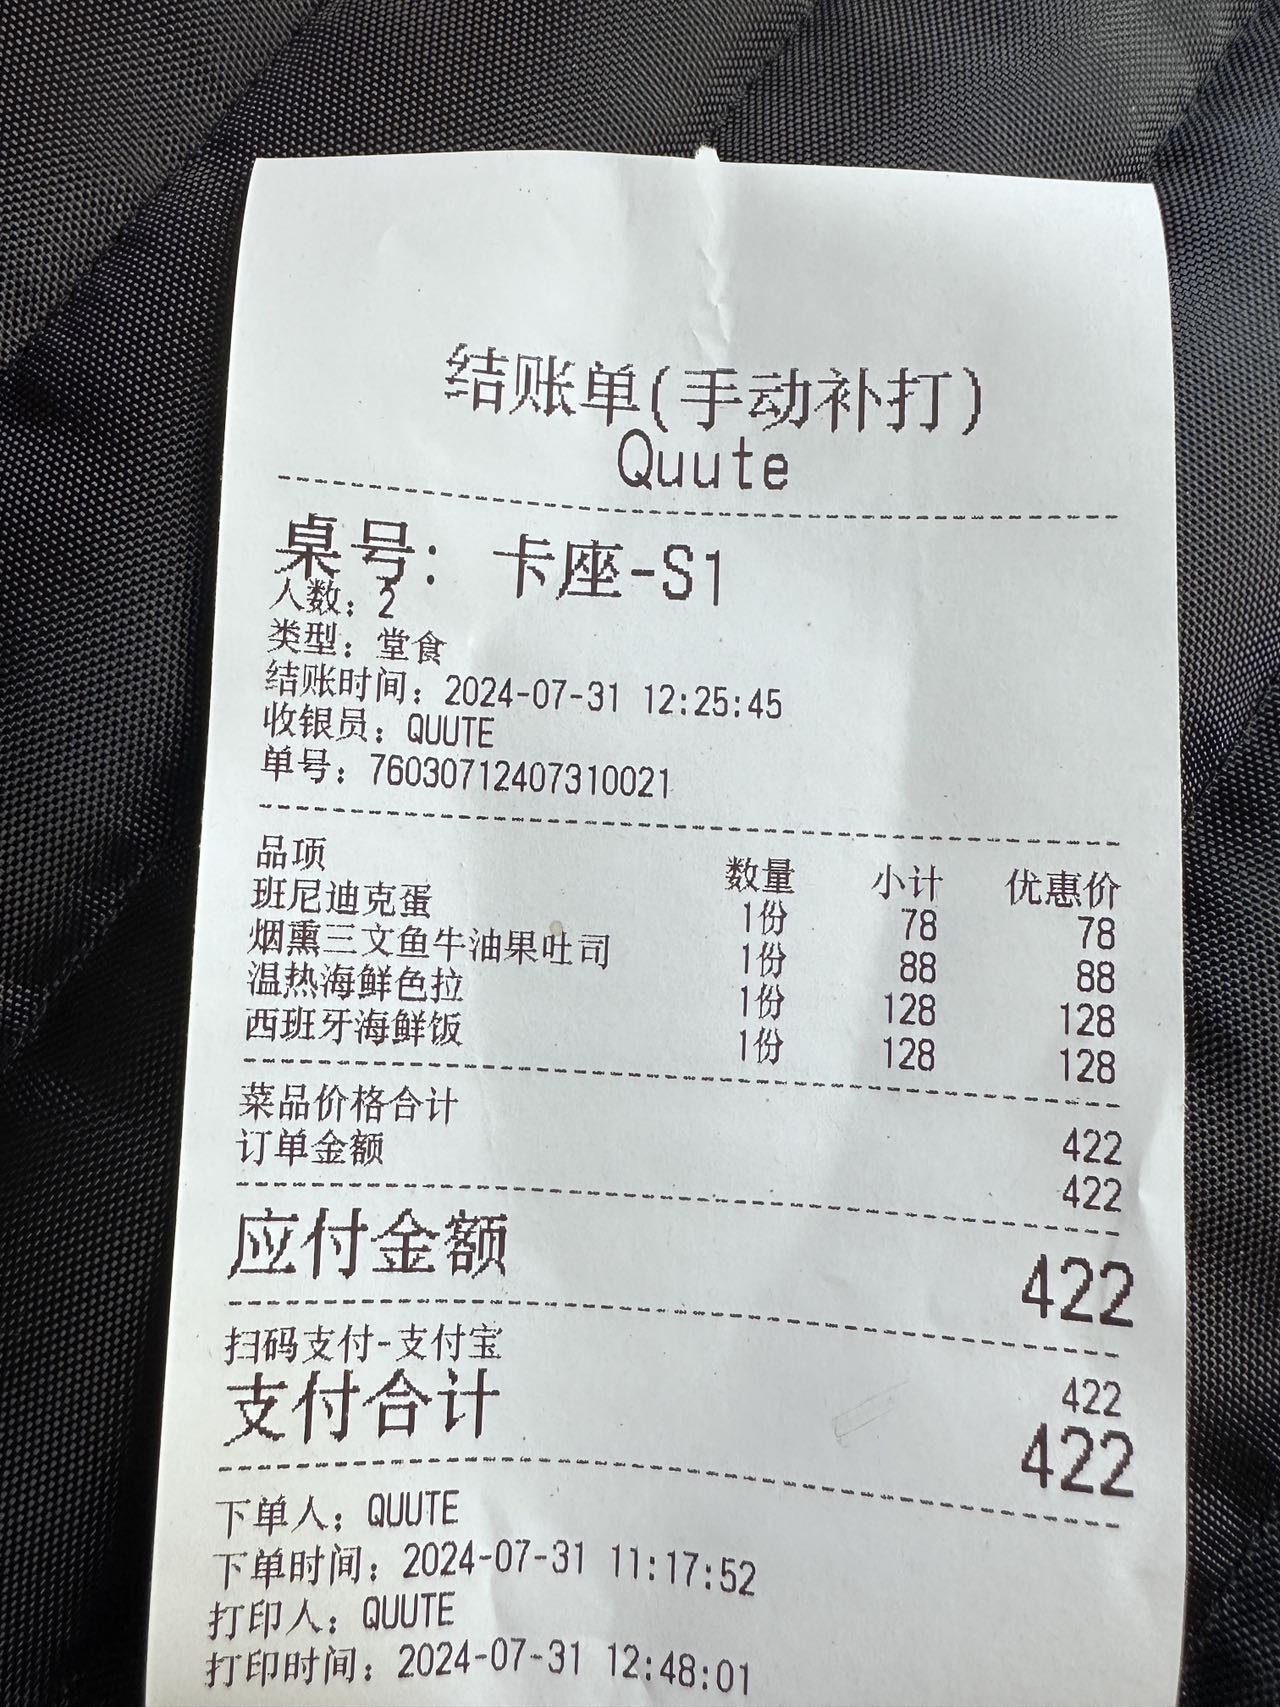 结账单(手动补打)
Quute
桌号: 卡座-S1
人数: 2
类型: 堂食
结账时间: 2024-07-31 12:25:45
收银员: QUUTE
单号: 76030712407310021
品项 数量 小计 优惠价
班尼迪克蛋 1份 78 78
烟熏三文鱼牛油果吐司 1份 88 88
温热海鲜色拉 1份 128 128
西班牙海鲜饭 1份 128 128
菜品价格合计 422
订单金额 422
应付金额 422
扫码支付-支付宝 422
支付合计 422
下单人: QUUTE
下单时间: 2024-07-31 11:17:52
打印人: QUUTE
打印时间: 2024-07-31 12:48:01